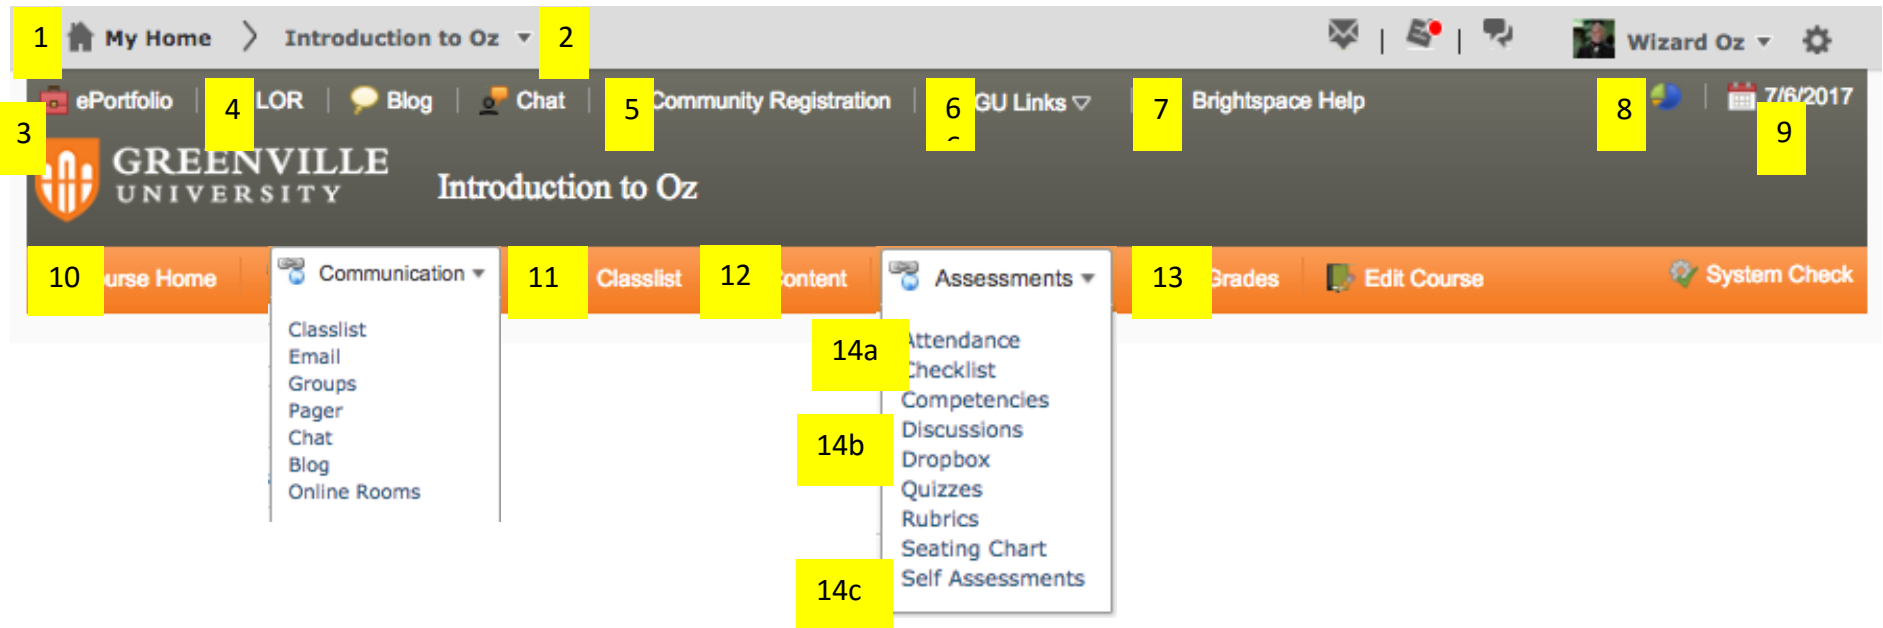 1 My Home Introduction to Oz 2 Wizard Oz
3 ePortfolio 4 LOR Blog Chat 5 Community Registration 6 GU Links 7 Brightspace Help 8 7/6/2017 9
GREENVILLE
UNIVERSITY
Introduction to Oz
10 urse Home Communication 11 Classlist 12 ontent Assessments 13 Grades Edit Course System Check
Classlist
Email
Groups
Pager
Chat
Blog
Online Rooms
14a Attendance
Checklist
Competencies
14b Discussions
Dropbox
Quizzes
Rubrics
Seating Chart
14c Self Assessments